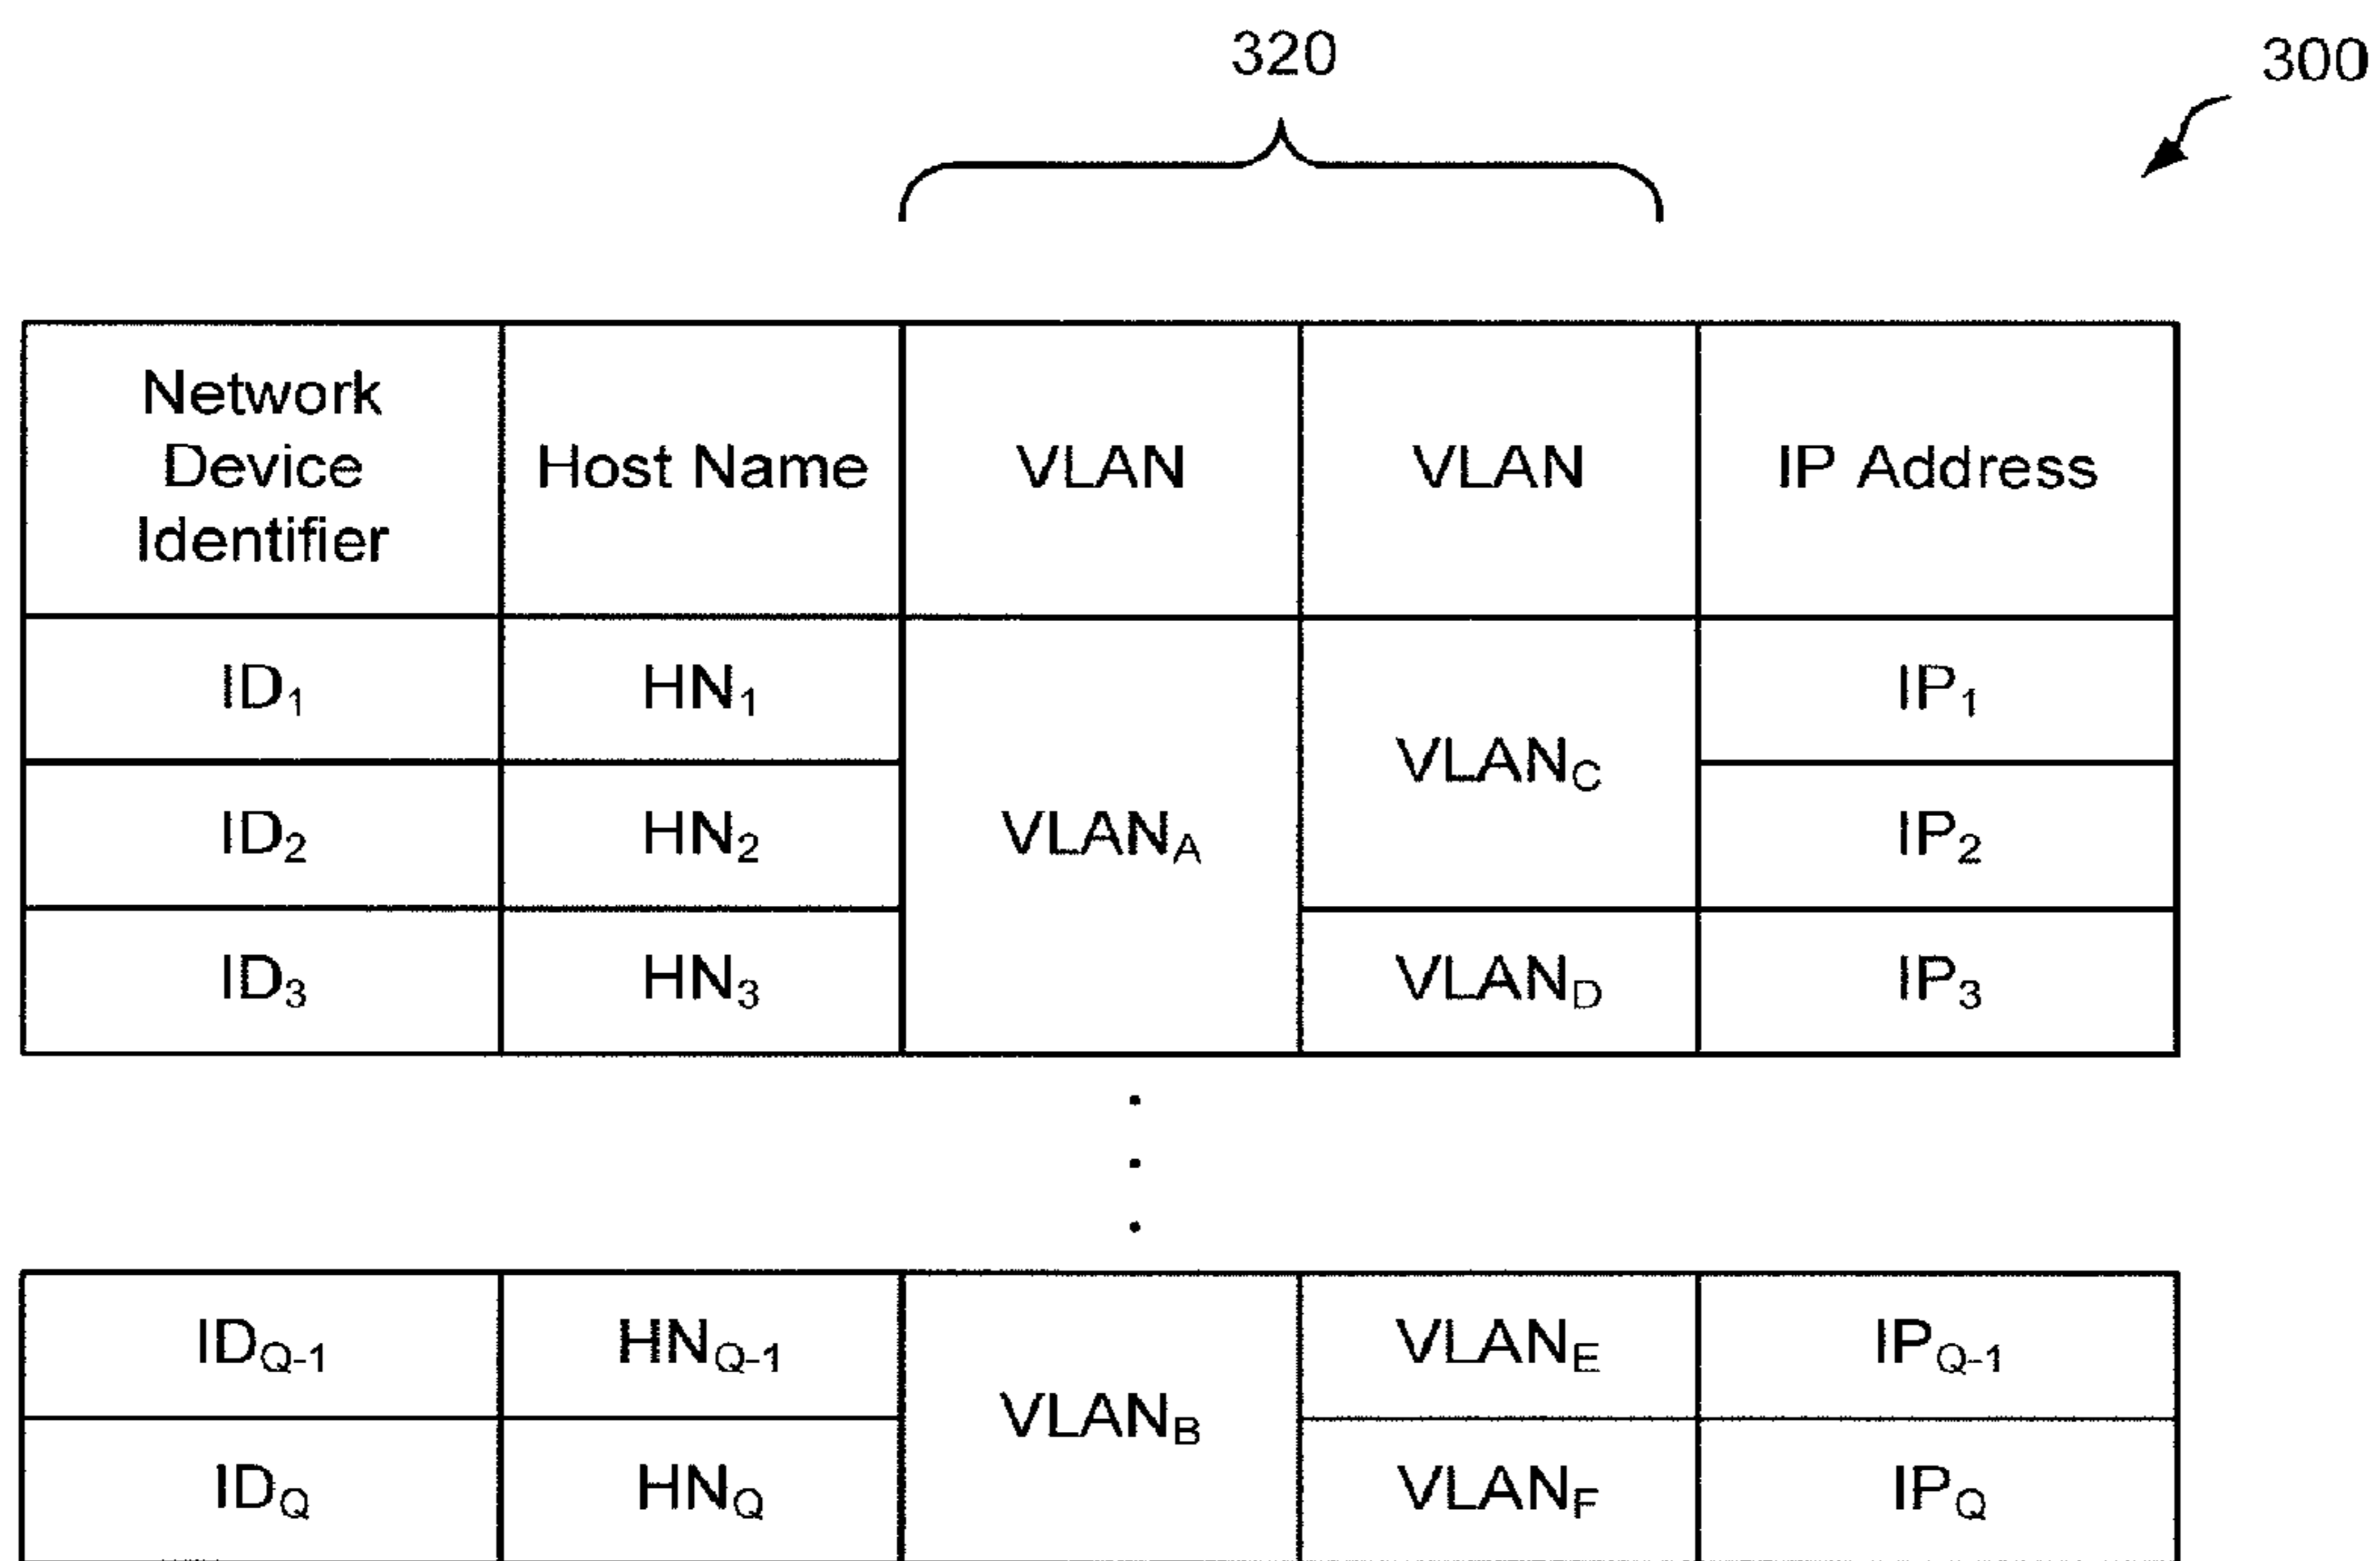 320
300
Network Device Identifier
Host Name
VLAN
VLAN
IP Address
ID1
HN1
VLANA
VLANC
IP1
ID2
HN2
IP2
ID3
HN3
VLAND
IP3
IDQ-1
HNQ-1
VLANB
VLANE
IPQ-1
IDQ
HNQ
VLANF
IPQ